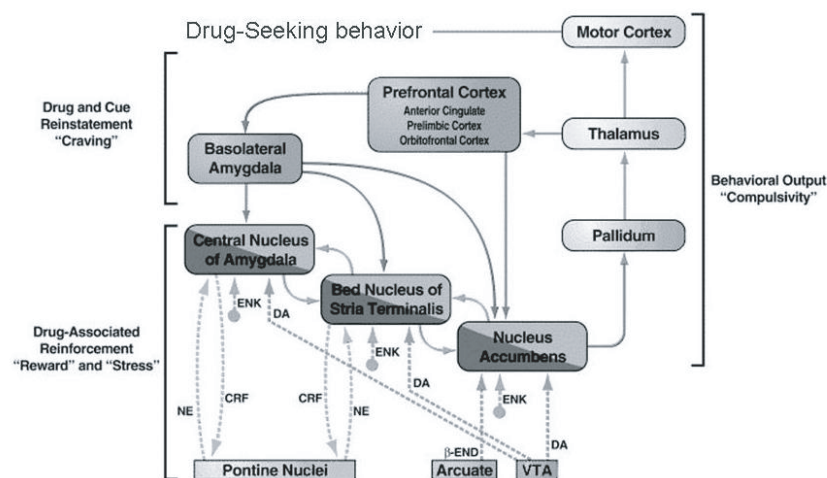 Drug-Seeking behavior
Motor Cortex
Drug and Cue
Reinstatement
“Craving”
Prefrontal Cortex
Anterior Cingulate
Prelimbic Cortex
Orbitofrontal Cortex
Thalamus
Basolateral
Amygdala
Behavioral Output
“Compulsivity”
Pallidum
Central Nucleus
of Amygdala
Bed Nucleus of
Stria Terminalis
Nucleus
Accumbens
Drug-Associated
Reinforcement
“Reward” and “Stress”
ENK
DA
ENK
DA
ENK
NE
CRF
CRF
NE
β-END
DA
Pontine Nuclei
Arcuate
VTA